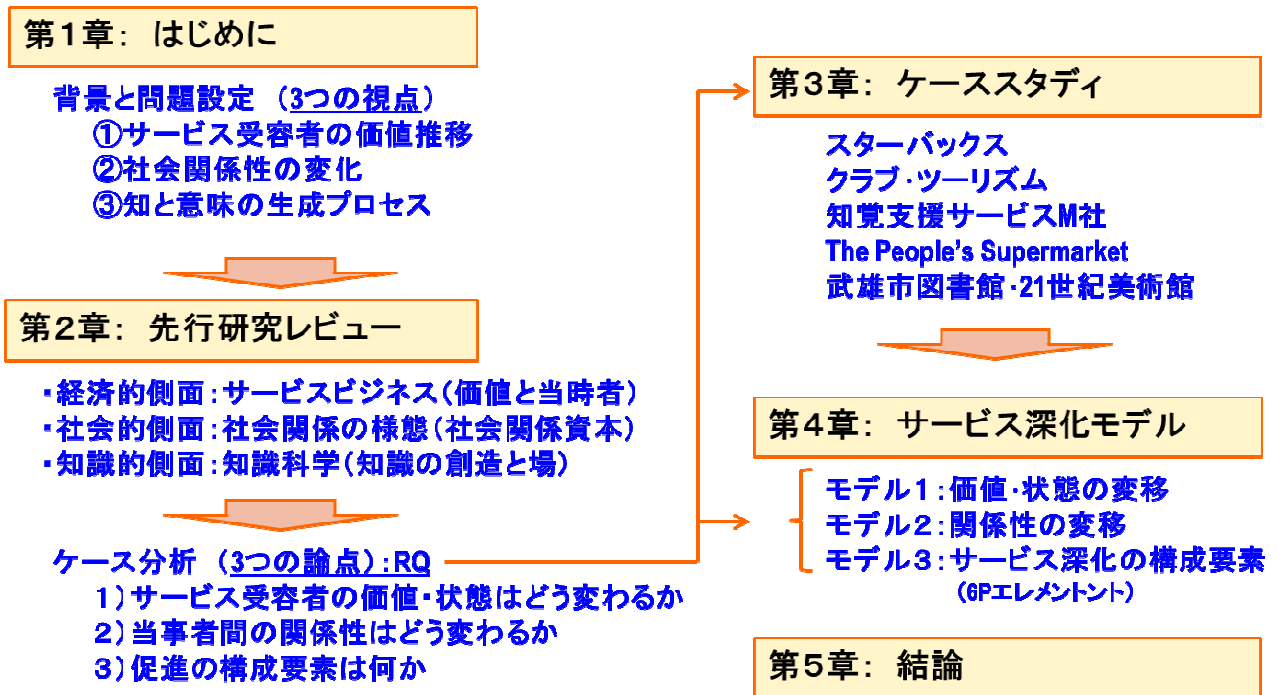 第1章： はじめに
背景と問題設定 （3つの視点）
①サービス受容者の価値推移
②社会関係性の変化
③知と意味の生成プロセス
第２章： 先行研究レビュー
・経済的側面：サービスビジネス（価値と当時者）
・社会的側面：社会関係の様態（社会関係資本）
・知識的側面：知識科学（知識の創造と場）
ケース分析 （3つの論点）：RQ
１）サービス受容者の価値・状態はどう変わるか
２）当事者間の関係性はどう変わるか
３）促進の構成要素は何か
第３章： ケーススタディ
スターバックス
クラブ・ツーリズム
知覚支援サービスM社
The People's Supermarket
武雄市図書館・21世紀美術館
第４章： サービス深化モデル
モデル１：価値・状態の変移
モデル２：関係性の変移
モデル３：サービス深化の構成要素
（6Pエレメントント）
第５章： 結論